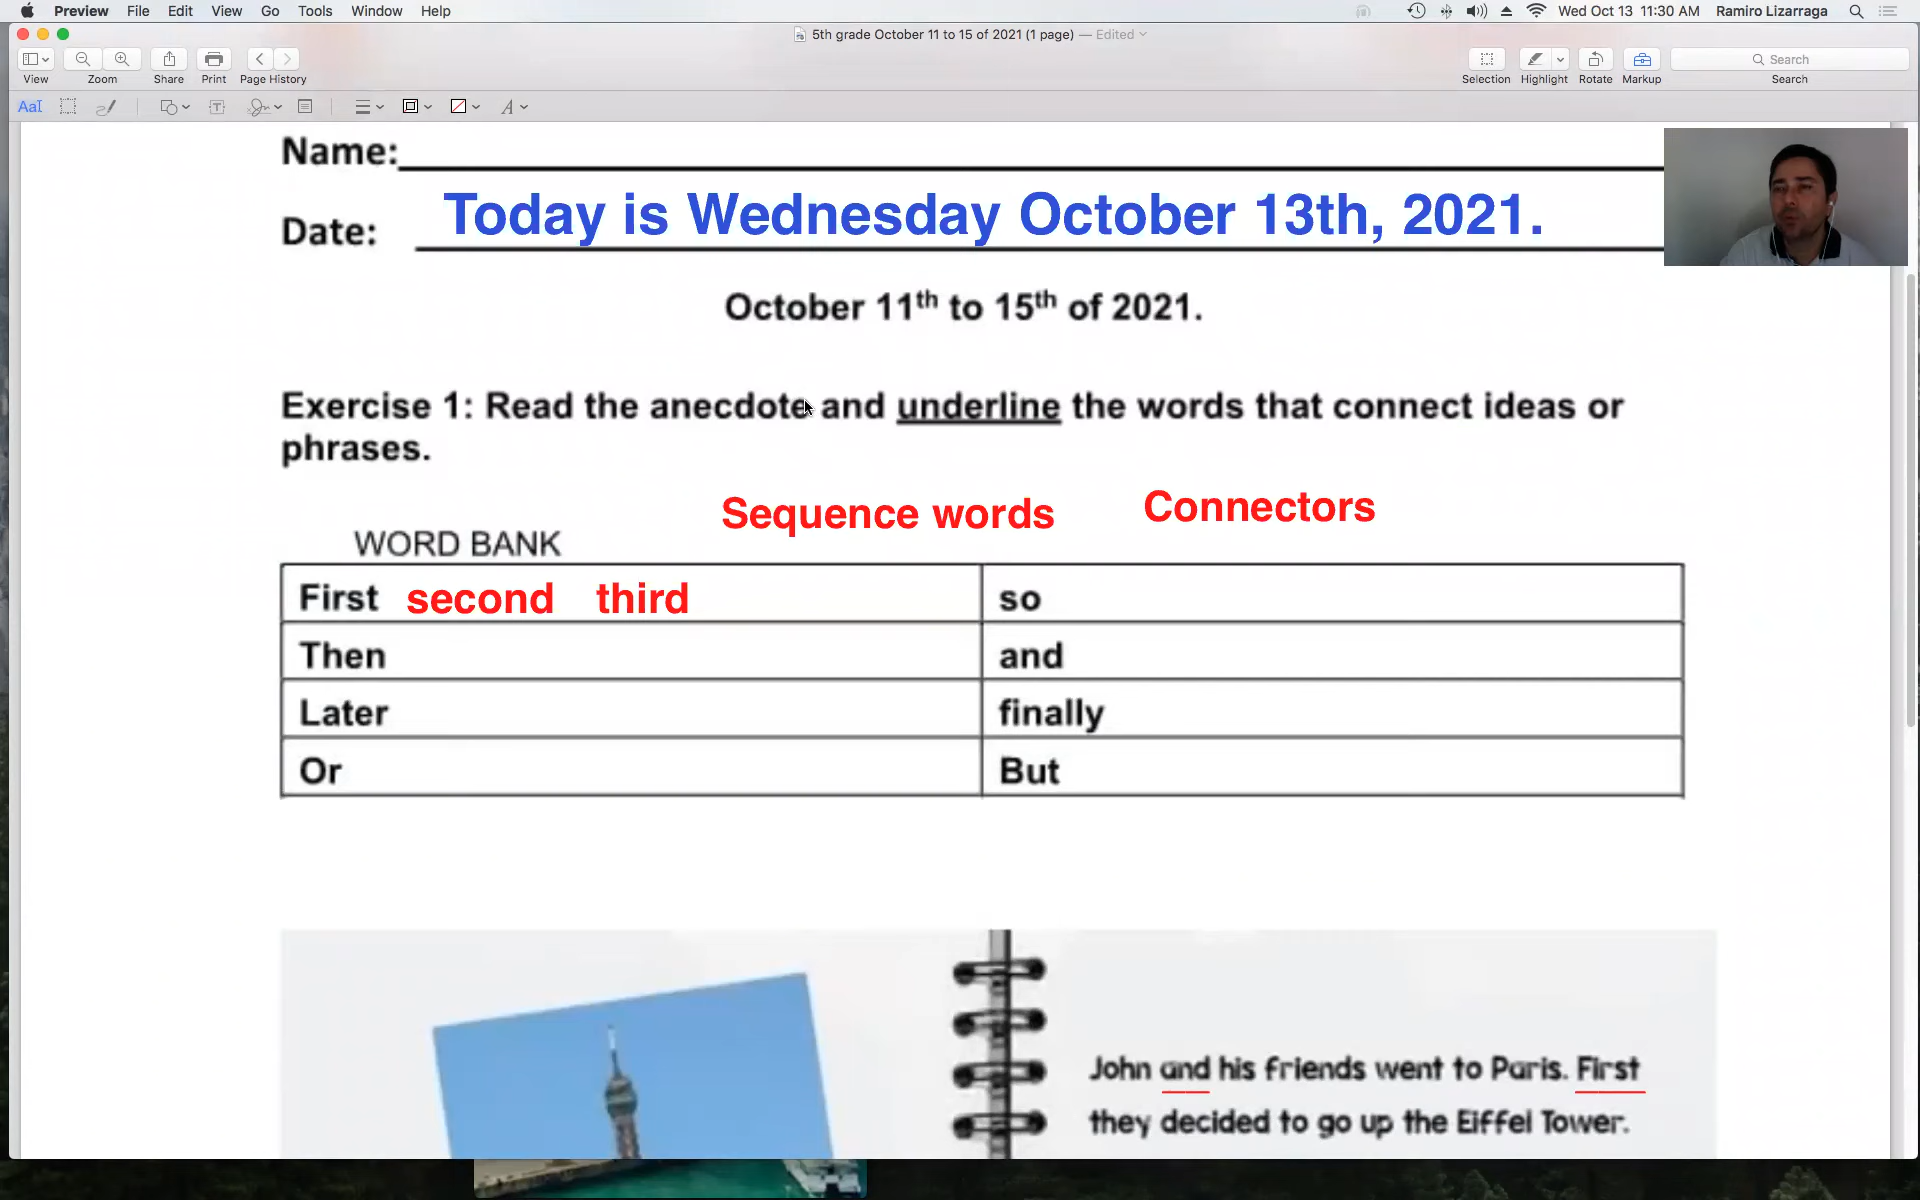 Preview File Edit View Go Tools Window Help Wed Oct 13 11:30 AM Ramiro Lizarraga
5th grade October 11 to 15 of 2021 (1 page) — Edited
Search
View Zoom Share Print Page History Selection Highlight Rotate Markup Search
AaI T A
Name:
Date: Today is Wednesday October 13th, 2021.
October 11th to 15th of 2021.
Exercise 1: Read the anecdote and underline the words that connect ideas or
phrases.
Sequence words Connectors
WORD BANK
First second third so
Then and
Later finally
Or But
John and his friends went to Paris. First
they decided to go up the Eiffel Tower.